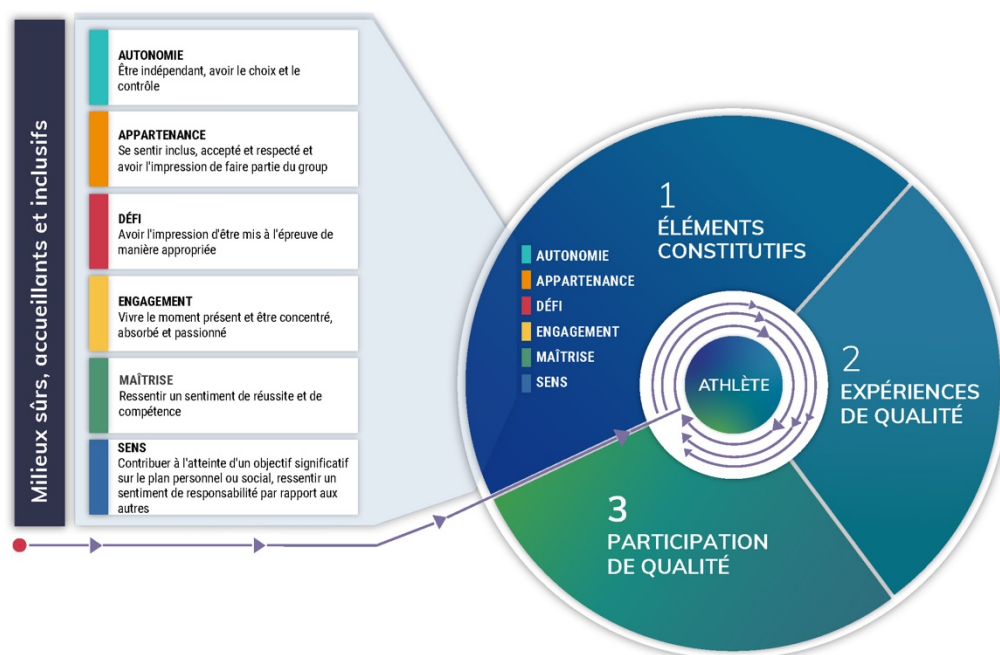 Milieux sûrs, accueillants et inclusifs
AUTONOMIE
Être indépendant, avoir le choix et le
contrôle
APPARTENANCE
Se sentir inclus, accepté et respecté et
avoir l'impression de faire partie du group
DÉFI
Avoir l'impression d'être mis à l'épreuve de
manière appropriée
ENGAGEMENT
Vivre le moment présent et être concentré,
absorbé et passionné
MAÎTRISE
Ressentir un sentiment de réussite et de
compétence
SENS
Contribuer à l'atteinte d'un objectif significatif
sur le plan personnel ou social, ressentir un
sentiment de responsabilité par rapport aux
autres
1
ÉLÉMENTS
CONSTITUTIFS
AUTONOMIE
APPARTENANCE
DÉFI
ENGAGEMENT
MAÎTRISE
SENS
ATHLÈTE
2
EXPÉRIENCES
DE QUALITÉ
3
PARTICIPATION
DE QUALITÉ